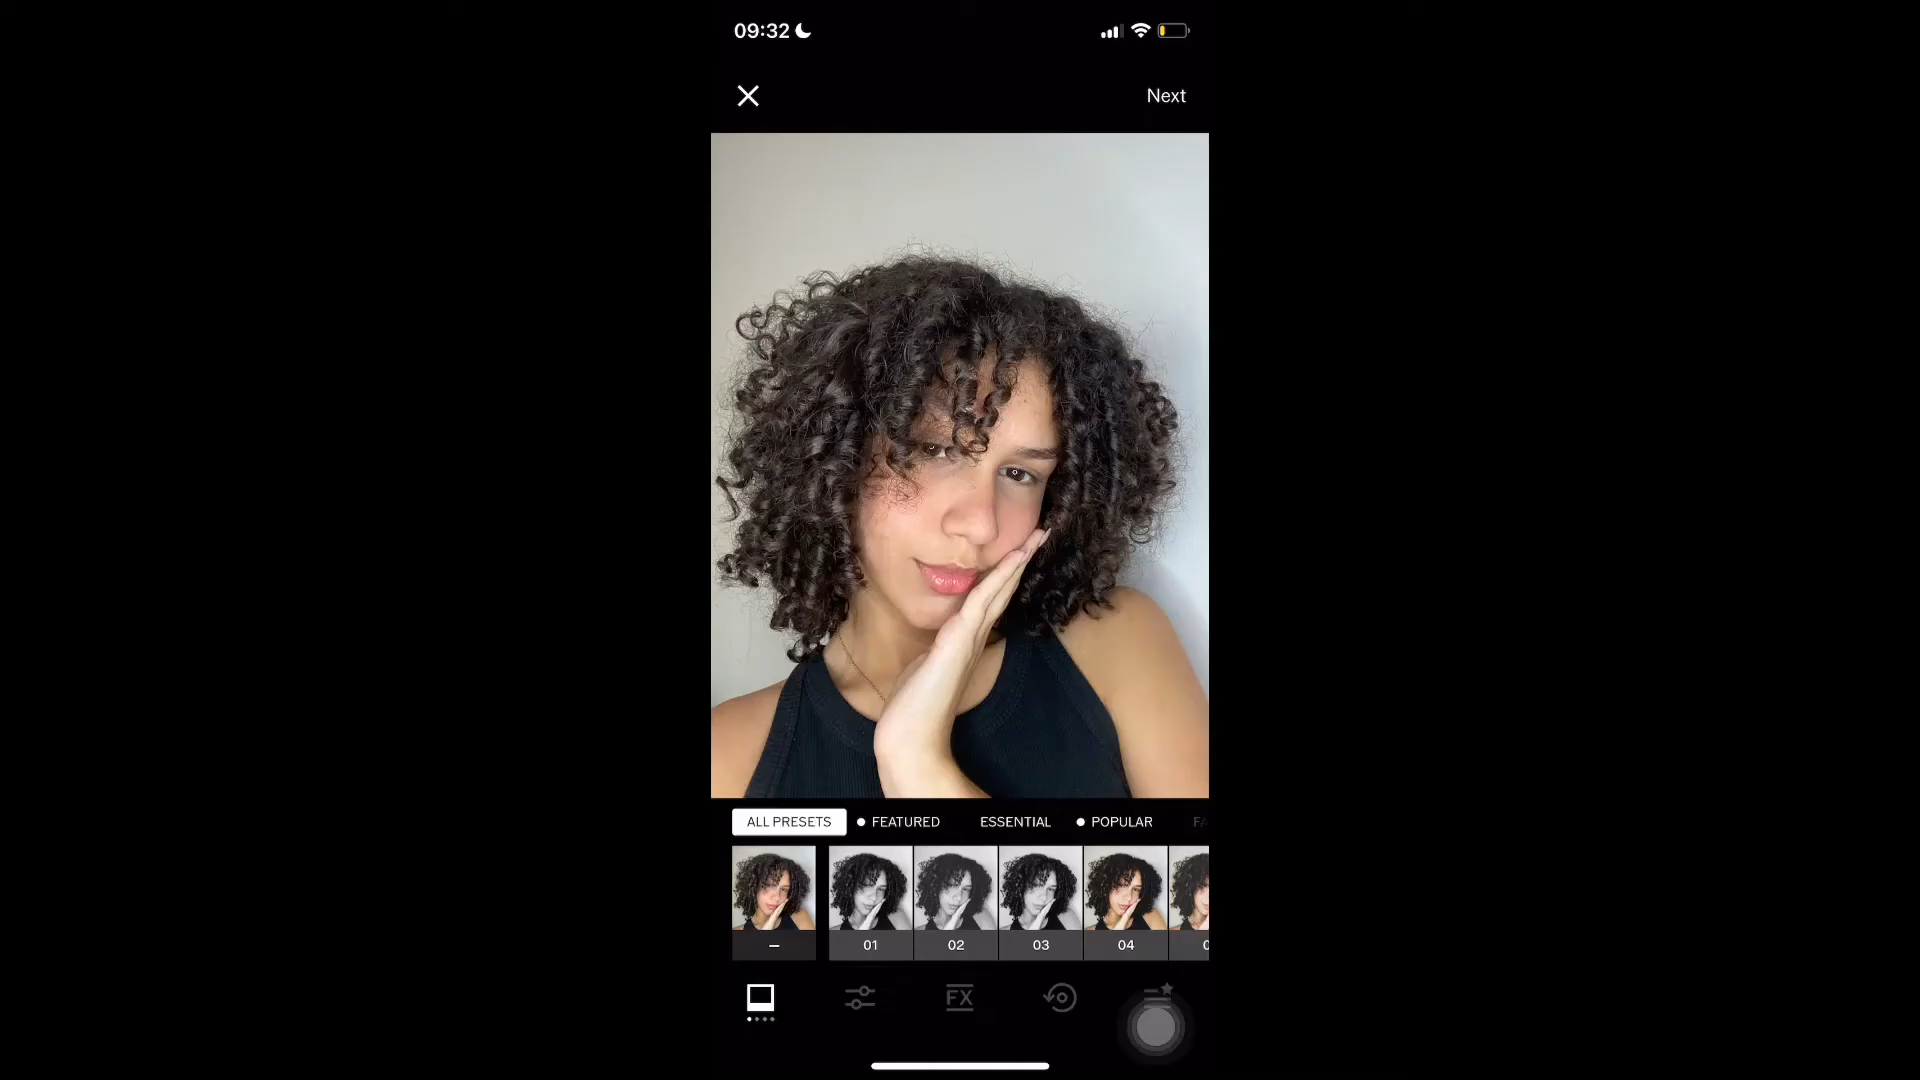 09:32
Next
ALL PRESETS FEATURED ESSENTIAL POPULAR
— 01 02 03 04
FX